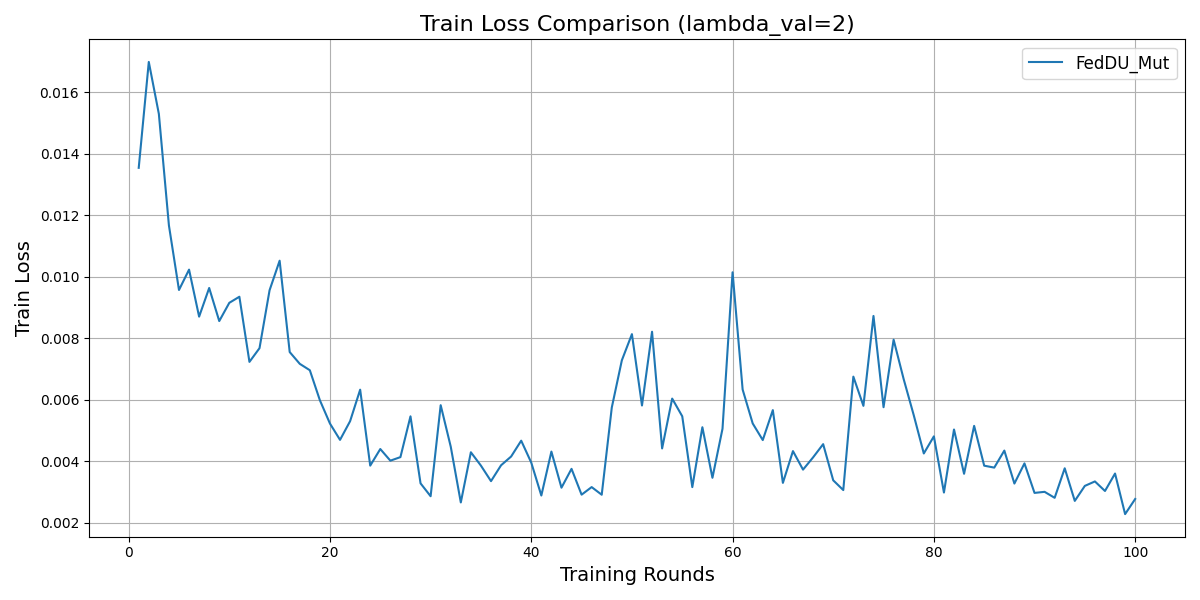 Train Loss Comparison (lambda_val=2)
FedDU_Mut
Train Loss
0.016
0.014
0.012
0.010
0.008
0.006
0.004
0.002
0 20 40 60 80 100
Training Rounds